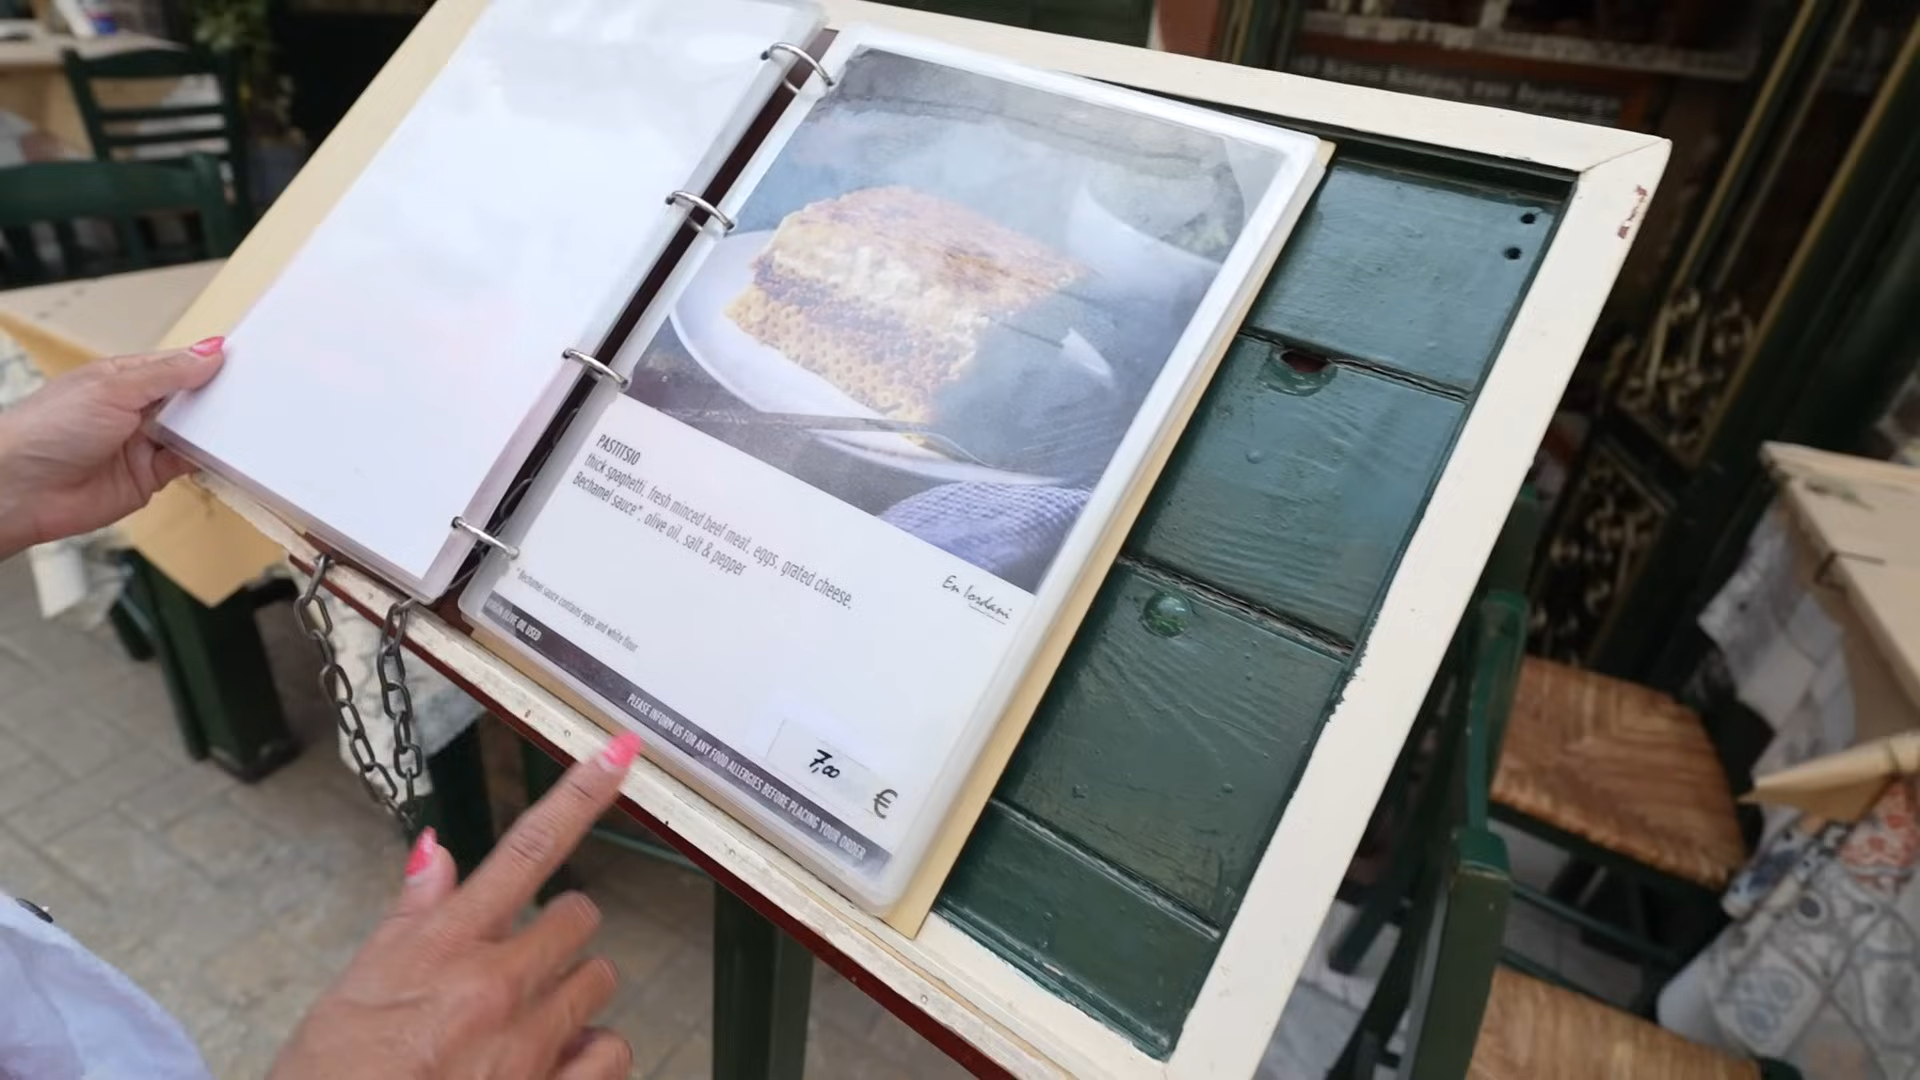 PASTITSIO
thick spaghetti, fresh minced beef meat, eggs, grated cheese,
Bechamel sauce*, olive oil, salt & pepper
En Iordani
*Bechamel sauce contains eggs and white flour
OLIVE OIL USED
PLEASE INFORM US FOR ANY FOOD ALLERGIES BEFORE PLACING YOUR ORDER
7,00
€